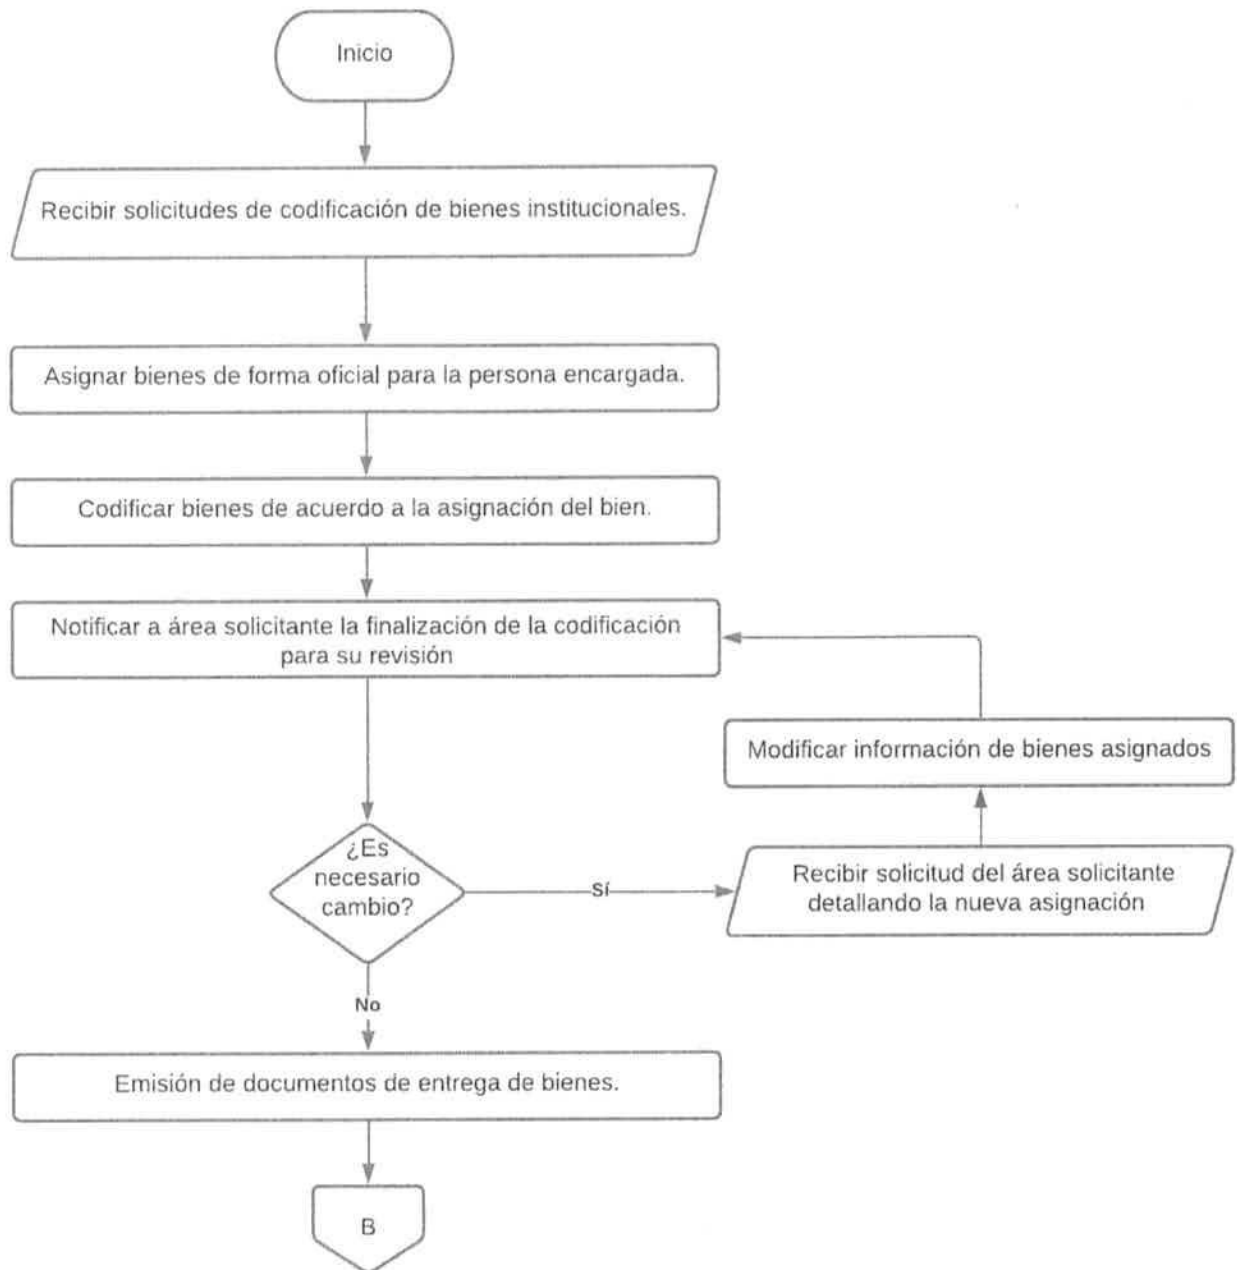 Inicio
Recibir solicitudes de codificación de bienes institucionales.
Asignar bienes de forma oficial para la persona encargada.
Codificar bienes de acuerdo a la asignación del bien.
Notificar a área solicitante la finalización de la codificación
para su revisión
Modificar información de bienes asignados
¿Es
necesario
cambio?
Sí
Recibir solicitud del área solicitante
detallando la nueva asignación
No
Emisión de documentos de entrega de bienes.
B